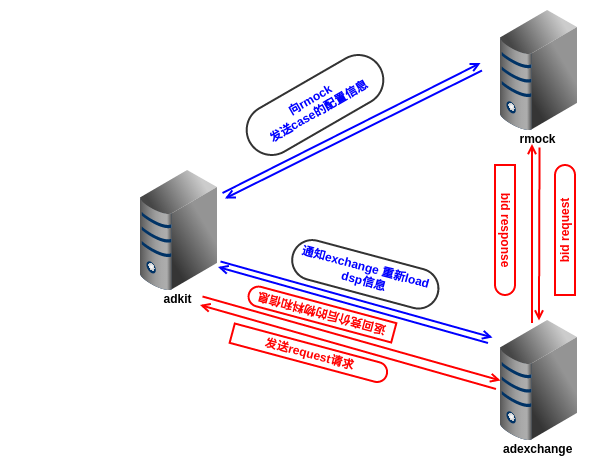 向rmock
发送case的配置信息
rmock
bid response
bid request
通知exchange 重新load
dsp信息
adkit
返回竞价后的物料和信息
发送request请求
adexchange